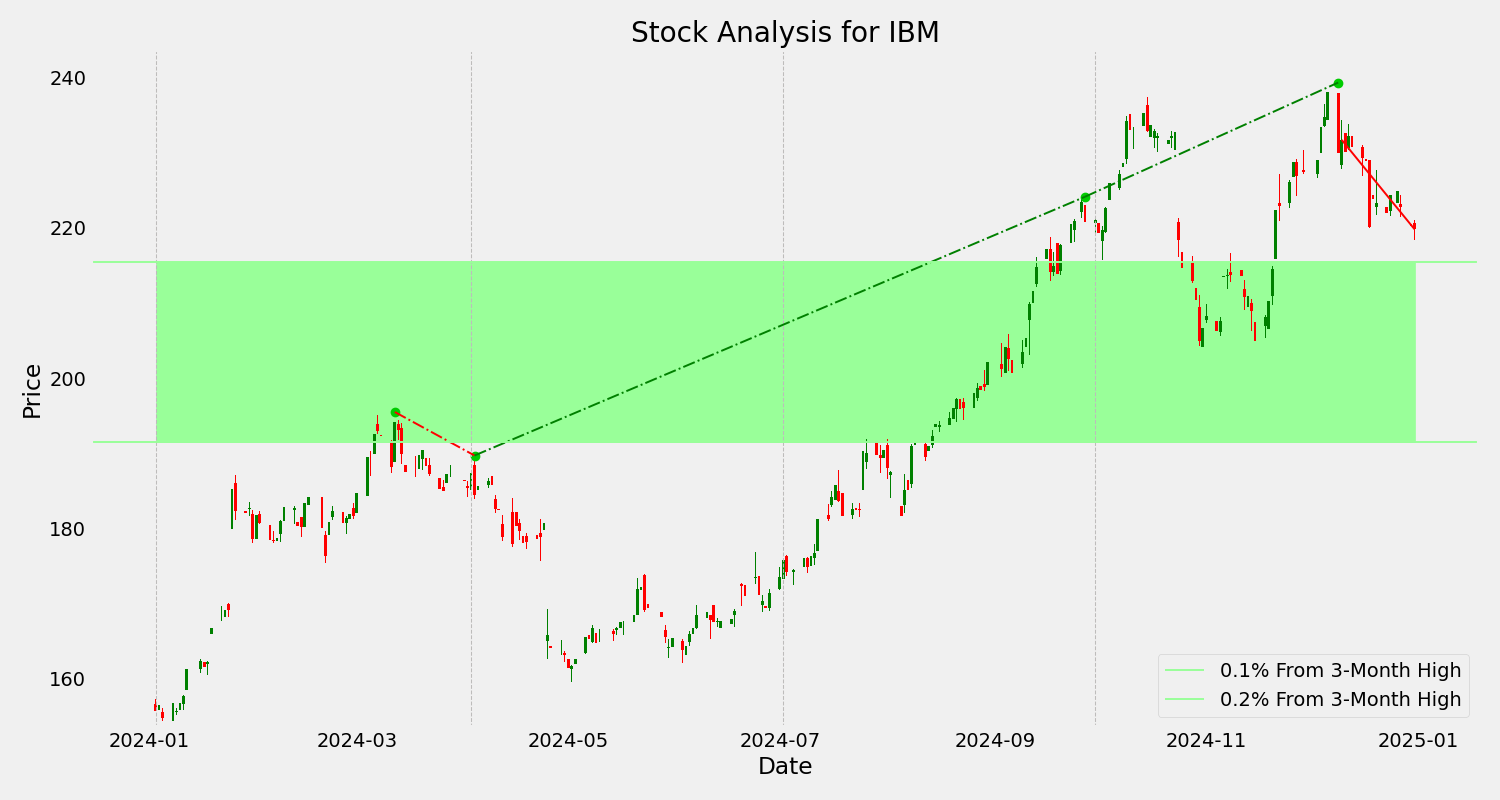 Stock Analysis for IBM
240
220
200
180
160
Price
2024-01 2024-03 2024-05 2024-07 2024-09 2024-11 2025-01
Date
0.1% From 3-Month High
0.2% From 3-Month High